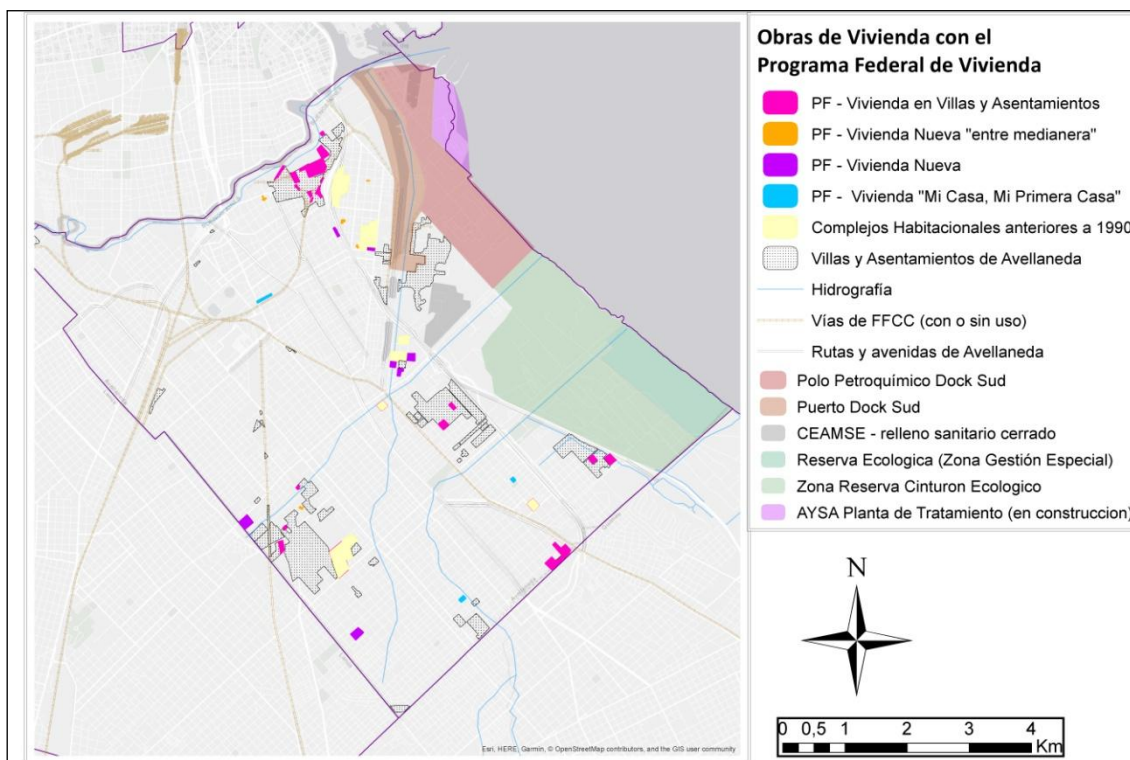 Obras de Vivienda con el
Programa Federal de Vivienda
PF - Vivienda en Villas y Asentamientos
PF - Vivienda Nueva "entre medianera"
PF - Vivienda Nueva
PF - Vivienda "Mi Casa, Mi Primera Casa"
Complejos Habitacionales anteriores a 1990
Villas y Asentamientos de Avellaneda
Hidrografía
Vías de FFCC (con o sin uso)
Rutas y avenidas de Avellaneda
Polo Petroquímico Dock Sud
Puerto Dock Sud
CEAMSE - relleno sanitario cerrado
Reserva Ecologica (Zona Gestión Especial)
Zona Reserva Cinturon Ecologico
AYSA Planta de Tratamiento (en construccion)
N
0 0,5 1 2 3 4
Km
Esri, HERE, Garmin, © OpenStreetMap contributors, and the GIS user community